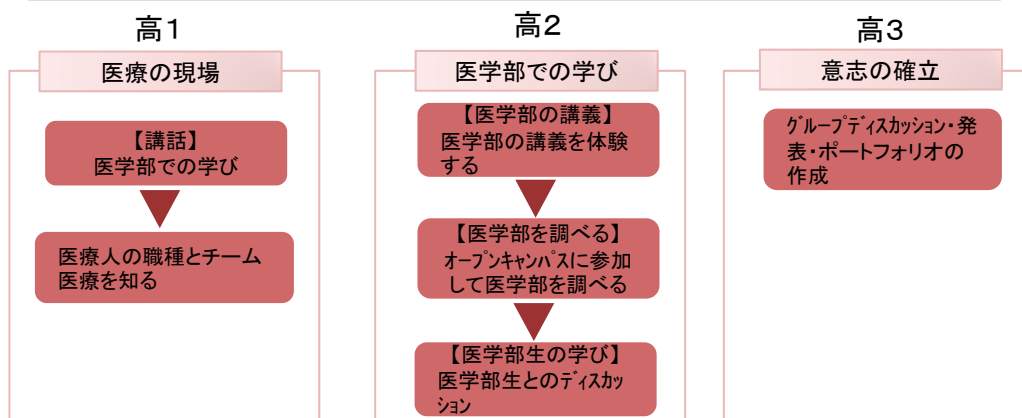 高1
医療の現場
【講話】
医学部での学び
医療人の職種とチーム
医療を知る
高2
医学部での学び
【医学部の講義】
医学部の講義を体験
する
【医学部を調べる】
ｵｰﾌﾟﾝｷｬﾝﾊﾟｽに参加
して医学部を調べる
【医学部生の学び】
医学部生とのﾃﾞｨｽｶｯ
ｼｮﾝ
高3
意志の確立
ｸﾞﾙｰﾌﾟﾃﾞｨｽｶｯｼｮﾝ・発
表・ポートフォリオの
作成